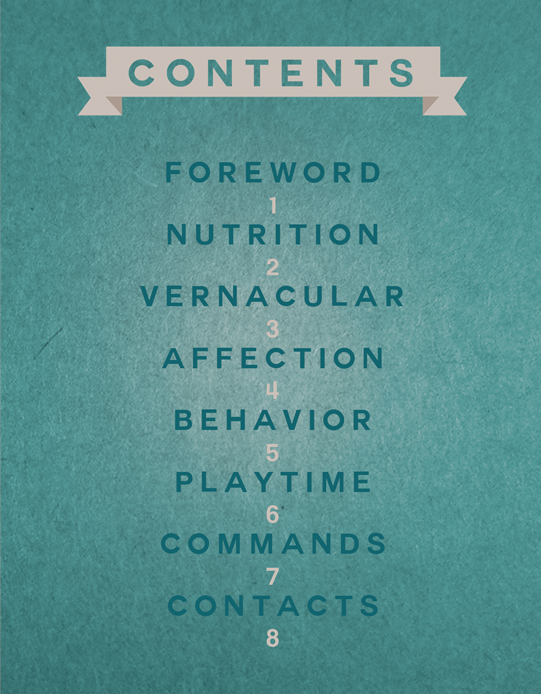 CONTENTS
FOREWORD
1
NUTRITION
2
VERNACULAR
3
AFFECTION
4
BEHAVIOR
5
PLAYTIME
6
COMMANDS
7
CONTACTS
8